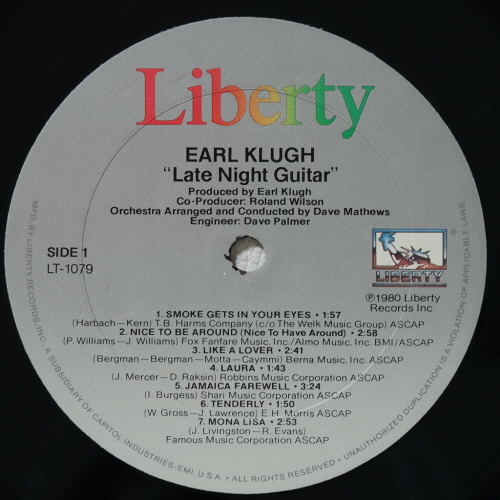 Liberty
EARL KLUGH
"Late Night Guitar"
Produced by Earl Klugh
Co-Producer: Roland Wilson
Orchestra Arranged and Conducted by Dave Mathews
Engineer: Dave Palmer
SIDE 1
LT-1079
LIBERTY
℗1980 Liberty
Records Inc.
1. SMOKE GETS IN YOUR EYES • 1:57
(Harbach–Kern) T.B. Harms Company (c/o The Welk Music Group) ASCAP
2. NICE TO BE AROUND (Nice To Have Around) • 2:58
(P Williams–J. Williams) Fox Fanfare Music, Inc./Almo Music, Inc. BMI/ASCAP
3. LIKE A LOVER • 2:41
(Bergman–Bergman–Motta–Caymmi) Berna Music, Inc. ASCAP
4. LAURA • 1:43
(J. Mercer–D. Raksin) Robbins Music Corporation ASCAP
5. JAMAICA FAREWELL • 3:24
(I. Burgess) Shari Music Corporation ASCAP
6. TENDERLY • 1:50
(W. Gross–J. Lawrence) E.H. Morris ASCAP
7. MONA LISA • 2:53
(J. Livingston–R. Evans)
Famous Music Corporation ASCAP
MFD. BY LIBERTY RECORDS, INC. A SUBSIDIARY OF CAPITOL INDUSTRIES-EMI, U.S.A. • ALL RIGHTS RESERVED • UNAUTHORIZED DUPLICATION IS A VIOLATION OF APPLICABLE LAWS